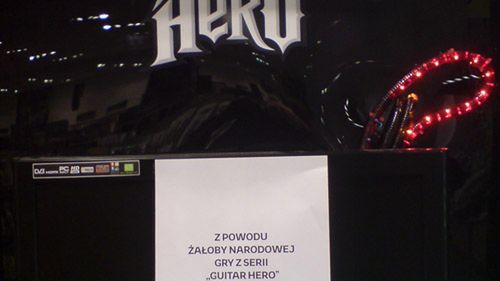 HERO
Z POWODU
ŻAŁOBY NARODOWEJ
GRY Z SERII
„GUITAR HERO”